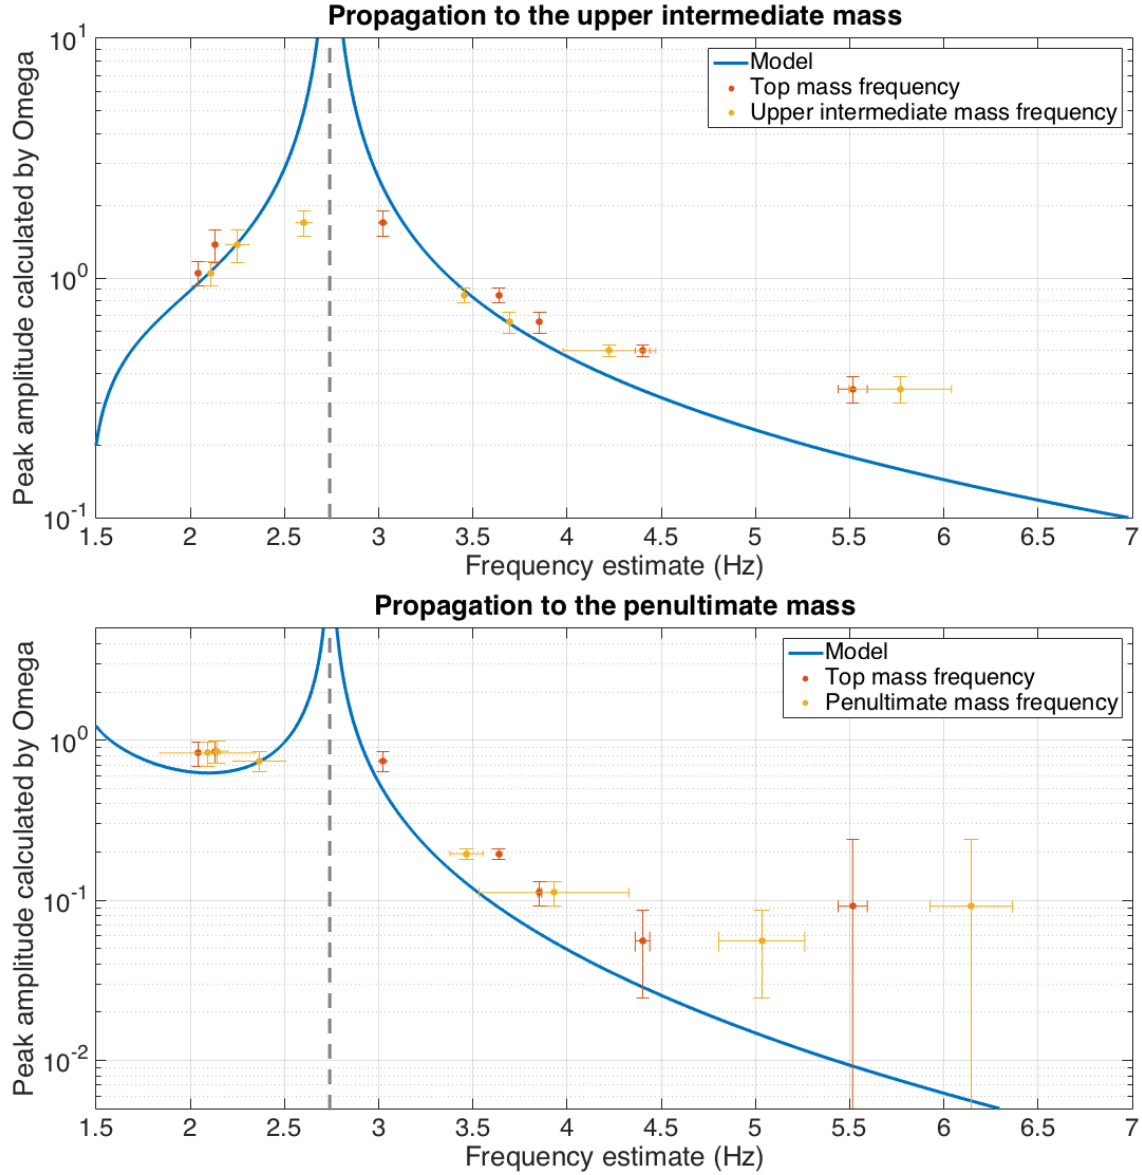 Propagation to the upper intermediate mass
Peak amplitude calculated by Omega
10^1
10^0
10^-1
Model
Top mass frequency
Upper intermediate mass frequency
1.5 2 2.5 3 3.5 4 4.5 5 5.5 6 6.5 7
Frequency estimate (Hz)
Propagation to the penultimate mass
Peak amplitude calculated by Omega
10^0
10^-1
10^-2
Model
Top mass frequency
Penultimate mass frequency
1.5 2 2.5 3 3.5 4 4.5 5 5.5 6 6.5 7
Frequency estimate (Hz)